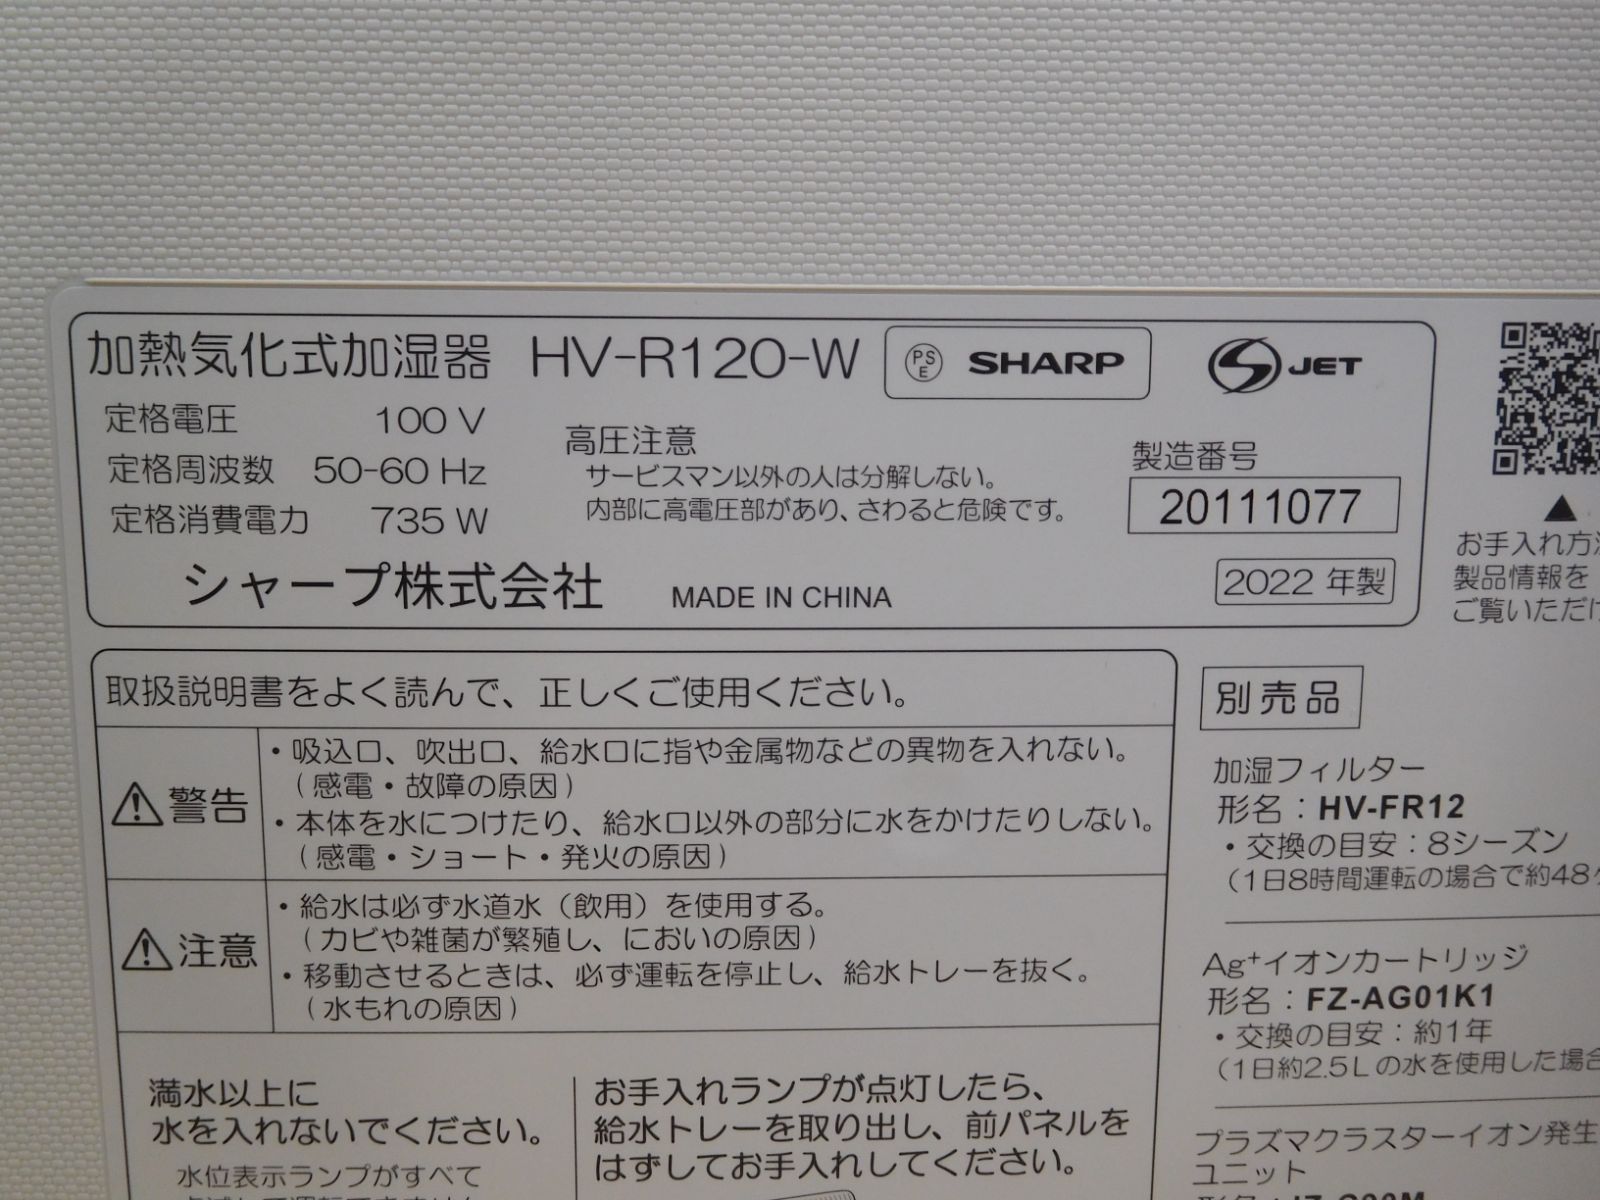 加熱気化式加湿器 HV-R120-W PSE SHARP S JET
定格電圧 100 V
定格周波数 50-60 Hz
定格消費電力 735 W
高圧注意
サービスマン以外の人は分解しない。
内部に高電圧部があり、さわると危険です。
製造番号
20111077
シャープ株式会社 MADE IN CHINA
2022 年製
▲
お手入れ方
製品情報を
ご覧いただけ
取扱説明書をよく読んで、正しくご使用ください。
警告
・吸込口、吹出口、給水口に指や金属物などの異物を入れない。
(感電・故障の原因)
・本体を水につけたり、給水口以外の部分に水をかけたりしない。
(感電・ショート・発火の原因)
注意
・給水は必ず水道水(飲用)を使用する。
(カビや雑菌が繁殖し、においの原因)
・移動させるときは、必ず運転を停止し、給水トレーを抜く。
(水もれの原因)
満水以上に
水を入れないでください。
水位表示ランプがすべて
お手入れランプが点灯したら、
給水トレーを取り出し、前パネルを
はずしてお手入れしてください。
別売品
加湿フィルター
形名:HV-FR12
・交換の目安:8シーズン
(1日8時間運転の場合で約48
Ag+イオンカートリッジ
形名:FZ-AG01K1
・交換の目安:約1年
(1日約2.5Lの水を使用した場合
プラズマクラスターイオン発生
ユニット